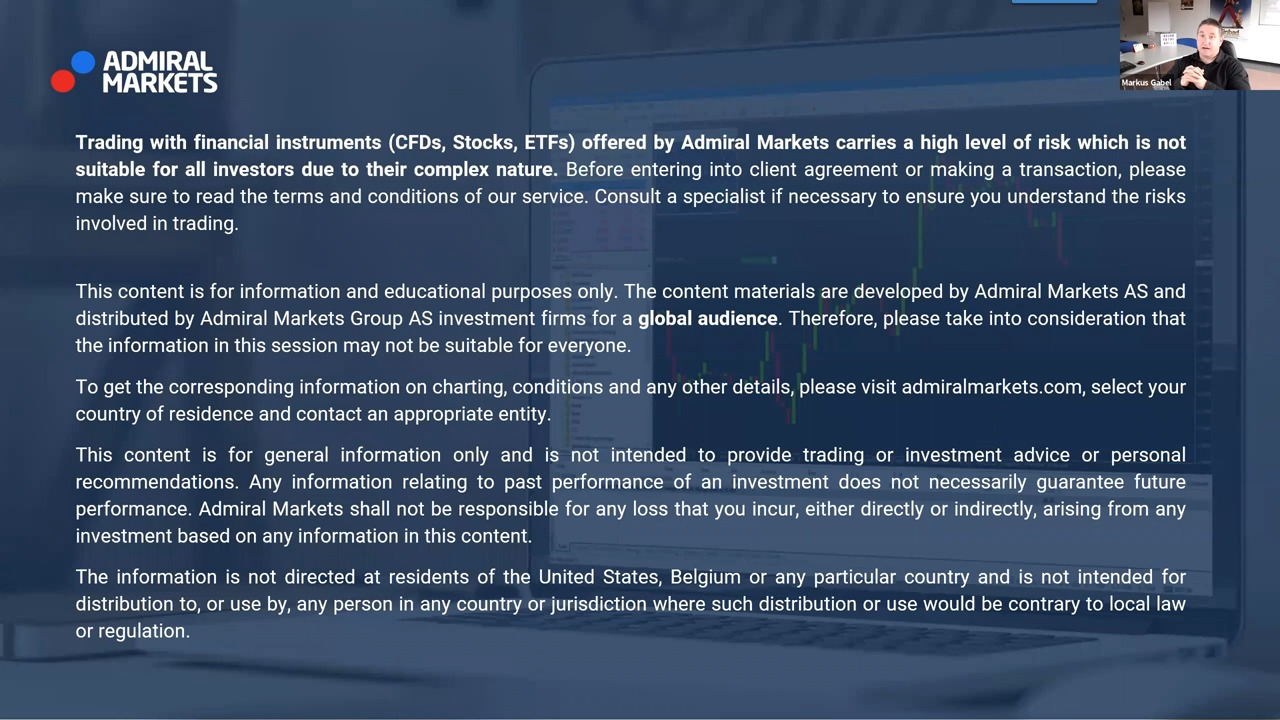 ADMIRAL
MARKETS
Markus Gabel
Trading with financial instruments (CFDs, Stocks, ETFs) offered by Admiral Markets carries a high level of risk which is not
suitable for all investors due to their complex nature. Before entering into client agreement or making a transaction, please
make sure to read the terms and conditions of our service. Consult a specialist if necessary to ensure you understand the risks
involved in trading.
This content is for information and educational purposes only. The content materials are developed by Admiral Markets AS and
distributed by Admiral Markets Group AS investment firms for a global audience. Therefore, please take into consideration that
the information in this session may not be suitable for everyone.
To get the corresponding information on charting, conditions and any other details, please visit admiralmarkets.com, select your
country of residence and contact an appropriate entity.
This content is for general information only and is not intended to provide trading or investment advice or personal
recommendations. Any information relating to past performance of an investment does not necessarily guarantee future
performance. Admiral Markets shall not be responsible for any loss that you incur, either directly or indirectly, arising from any
investment based on any information in this content.
The information is not directed at residents of the United States, Belgium or any particular country and is not intended for
distribution to, or use by, any person in any country or jurisdiction where such distribution or use would be contrary to local law
or regulation.